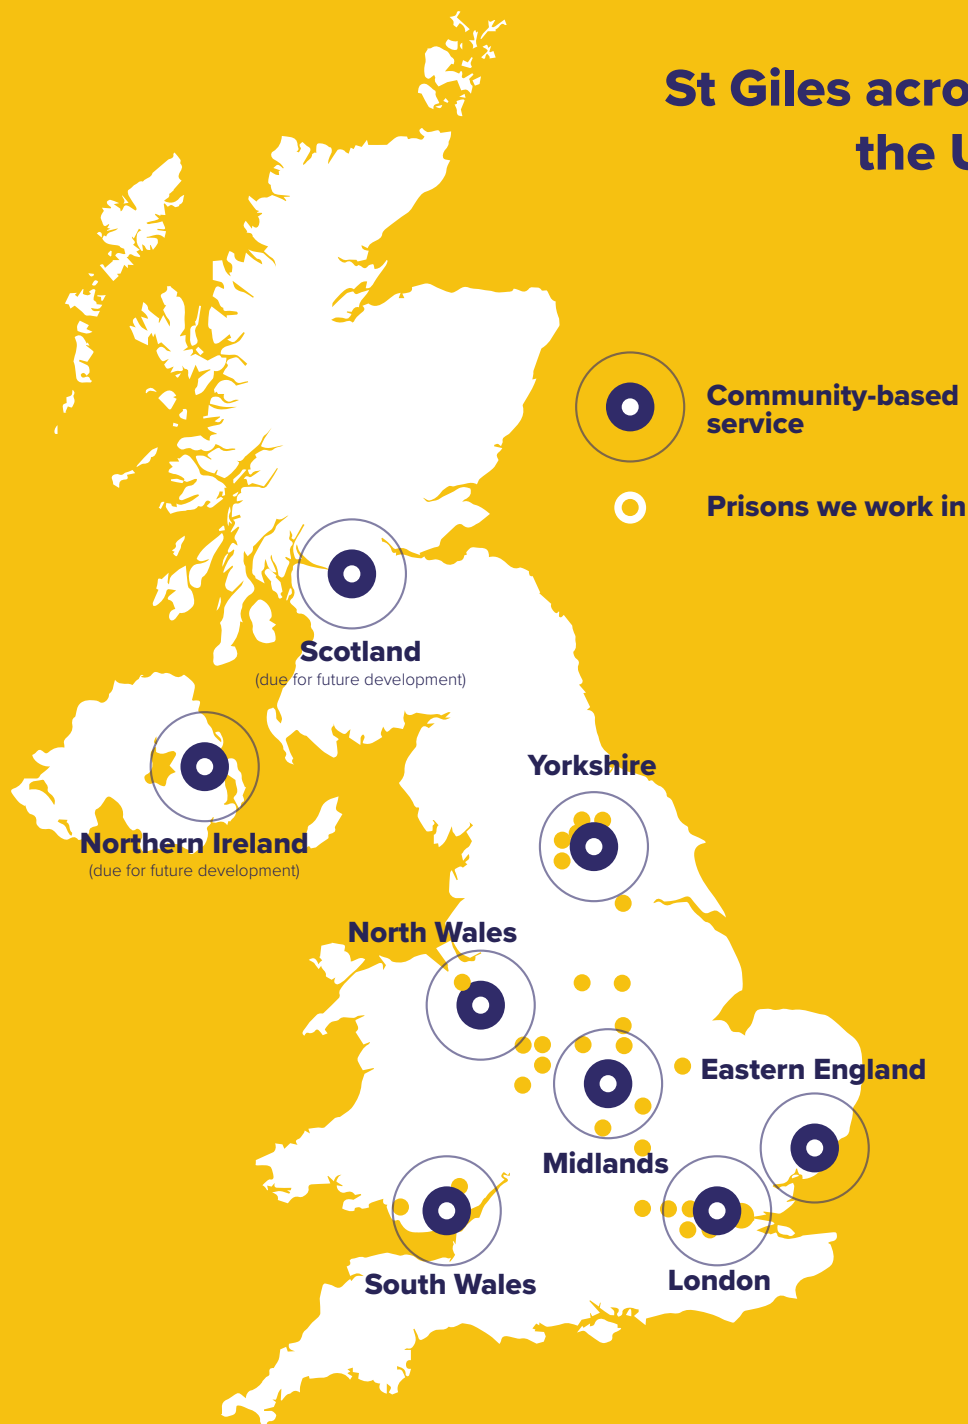 St Giles acro
the U
Community-based
service
Prisons we work in
Scotland
(due for future development)
Yorkshire
Northern Ireland
(due for future development)
North Wales
Eastern England
Midlands
South Wales
London